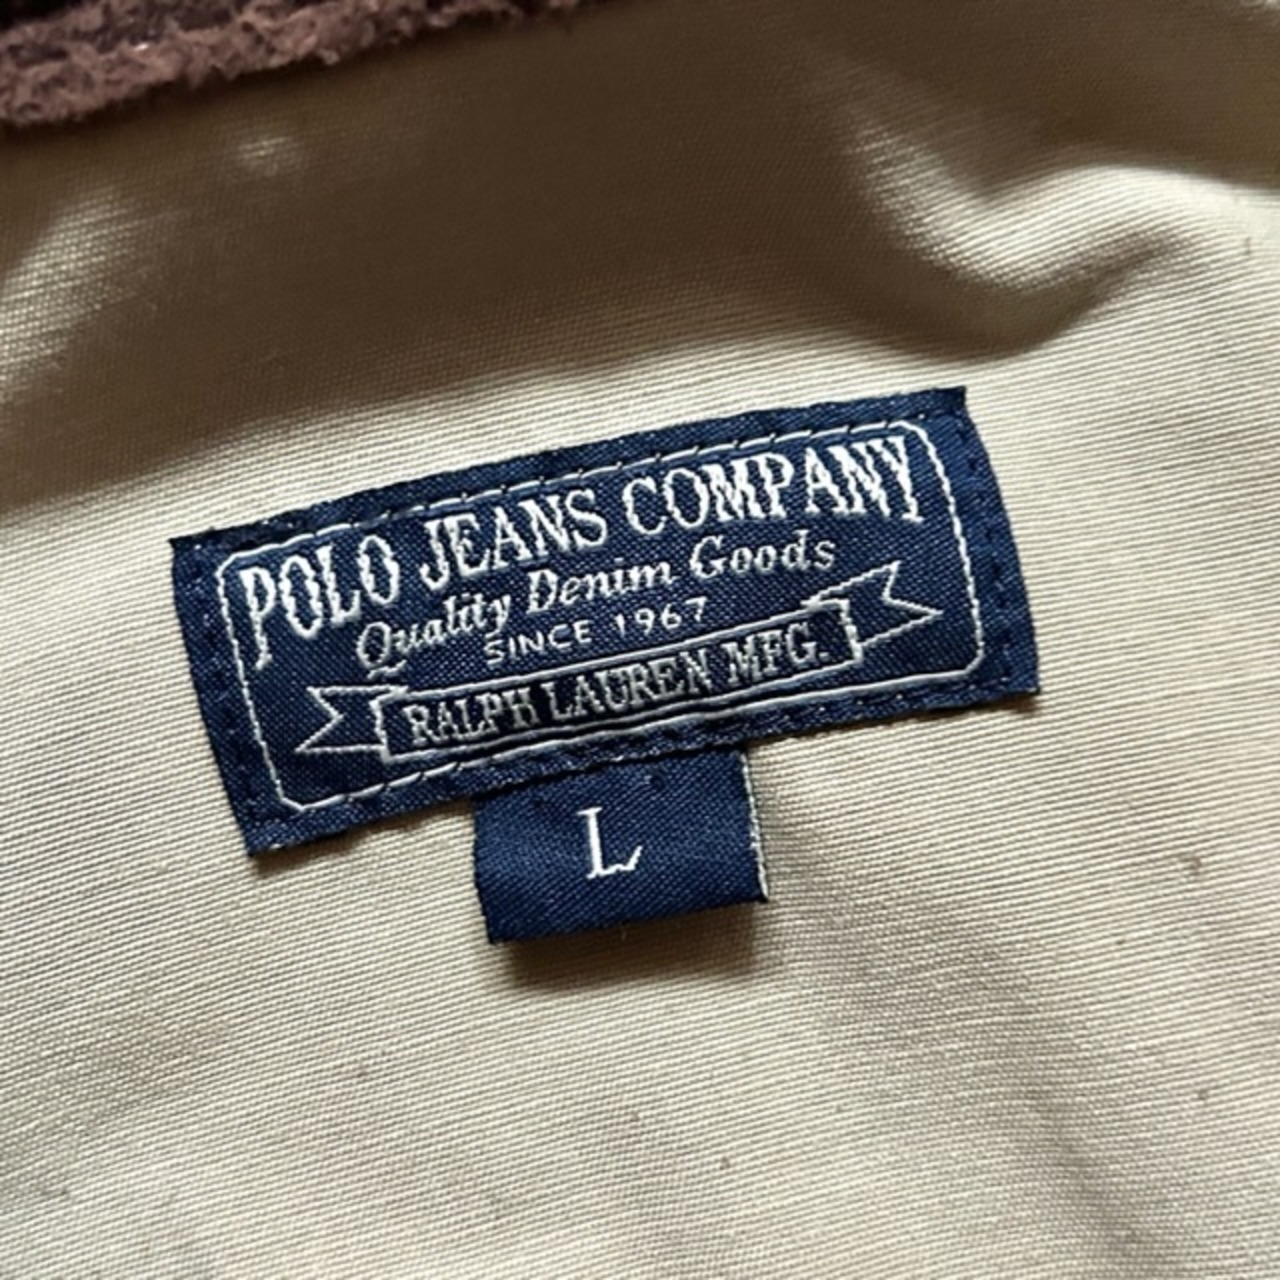 POLO JEANS COMPANY
Quality Denim Goods
SINCE 1967
RALPH LAUREN MFG.
L